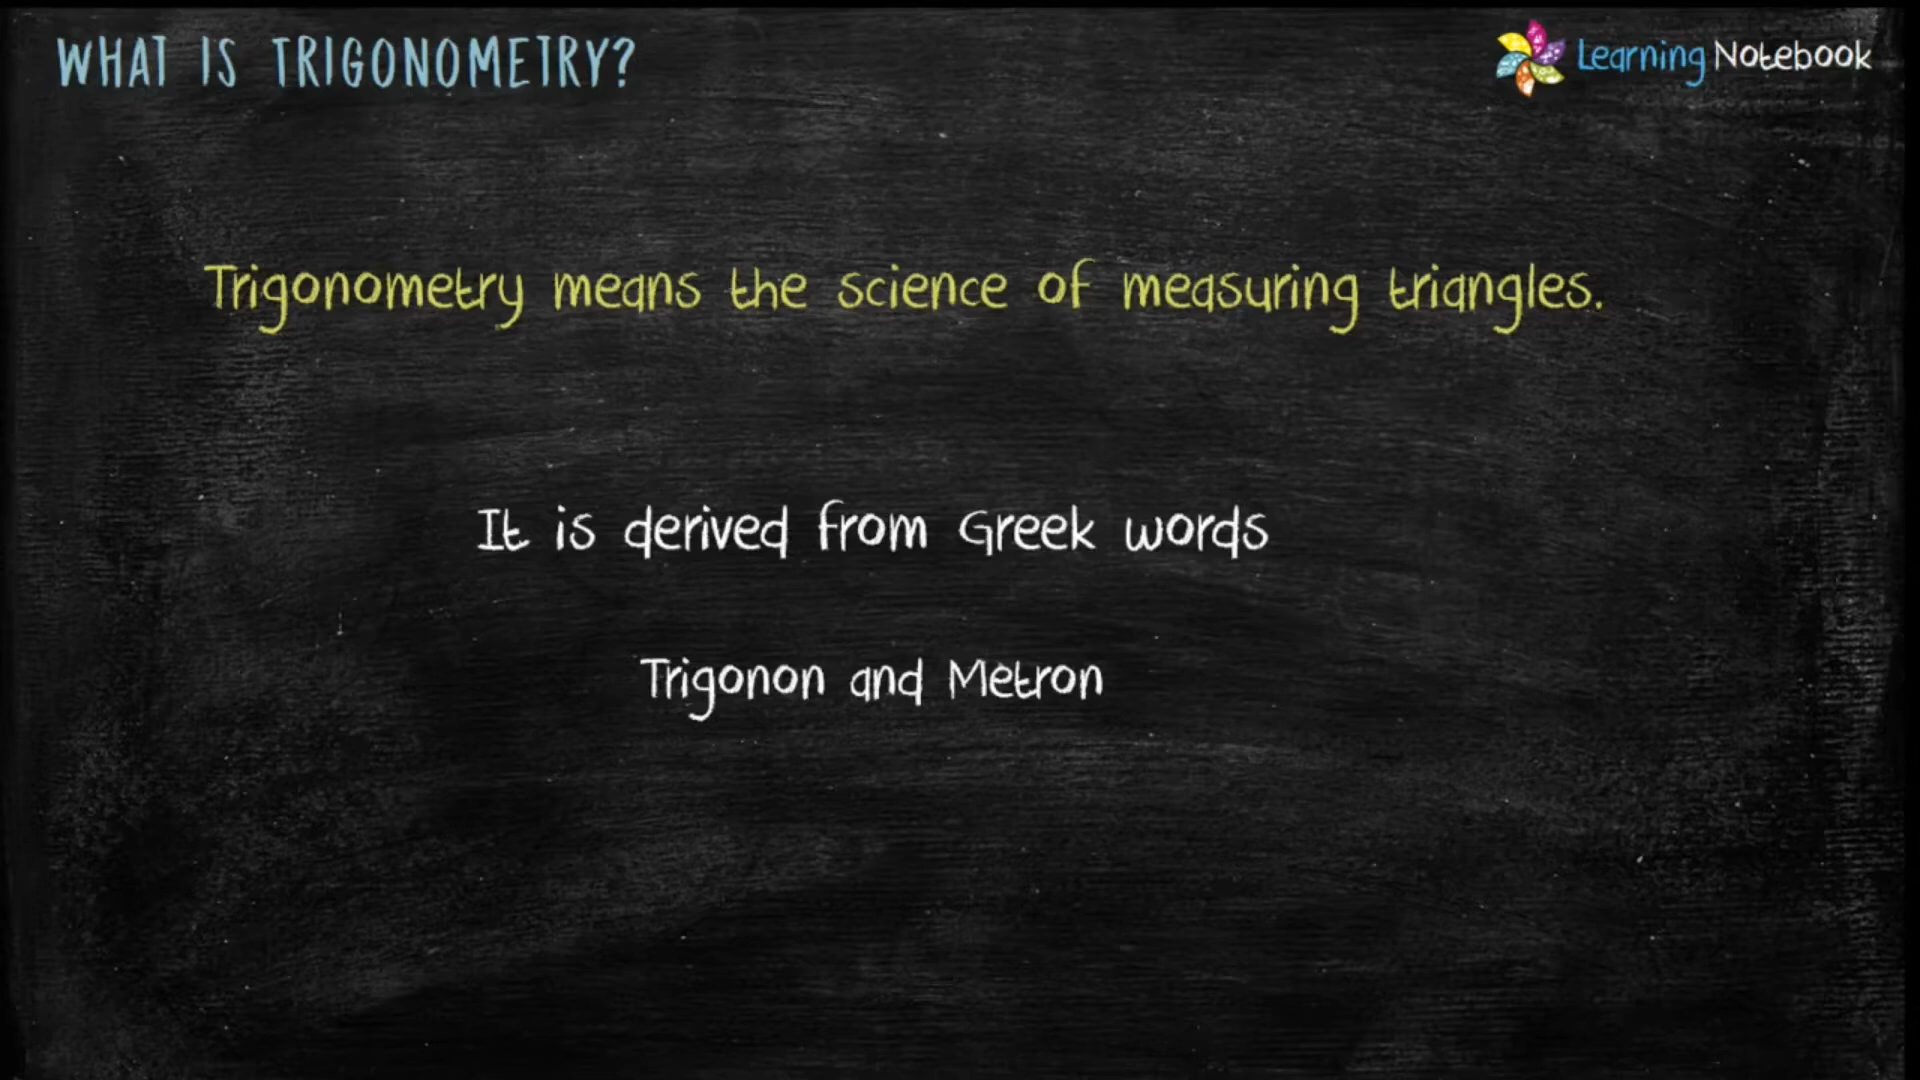 WHAT IS TRIGONOMETRY?
Learning Notebook
Trigonometry means the science of measuring triangles.
It is derived from Greek words
Trigonon and Metron